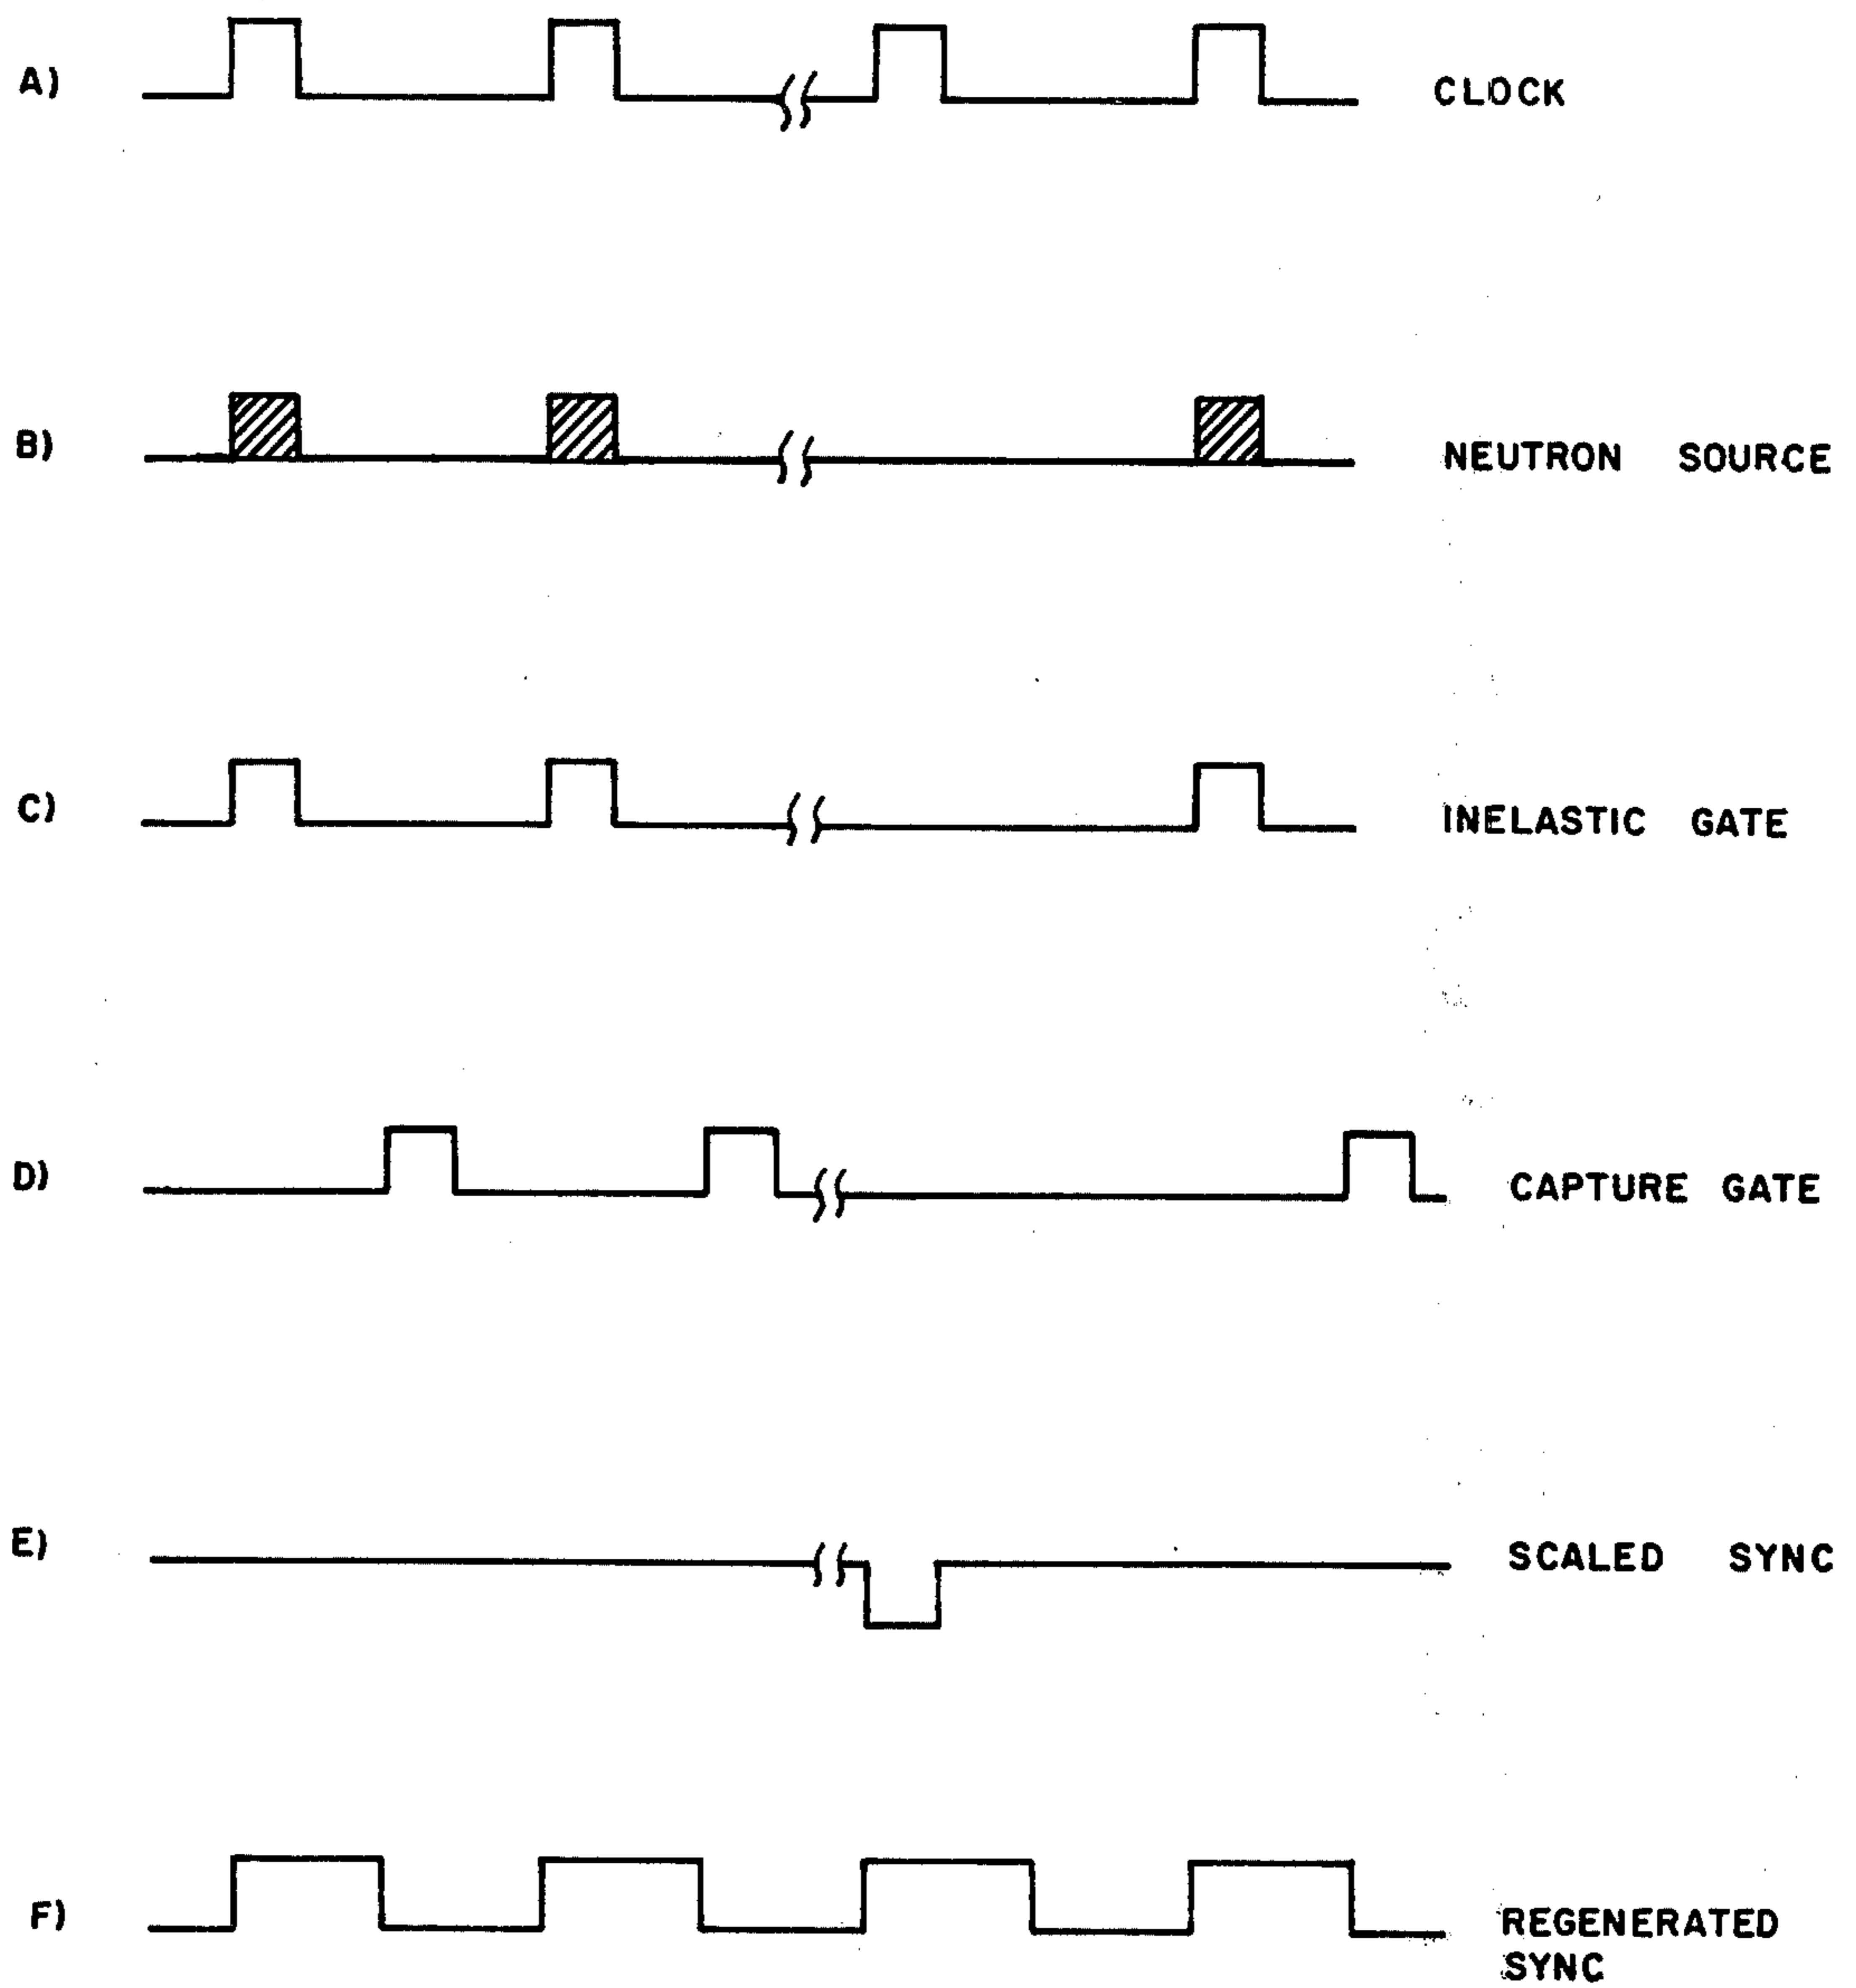 A) CLOCK
B) NEUTRON SOURCE
C) INELASTIC GATE
D) CAPTURE GATE
E) SCALED SYNC
F) REGENERATED
SYNC